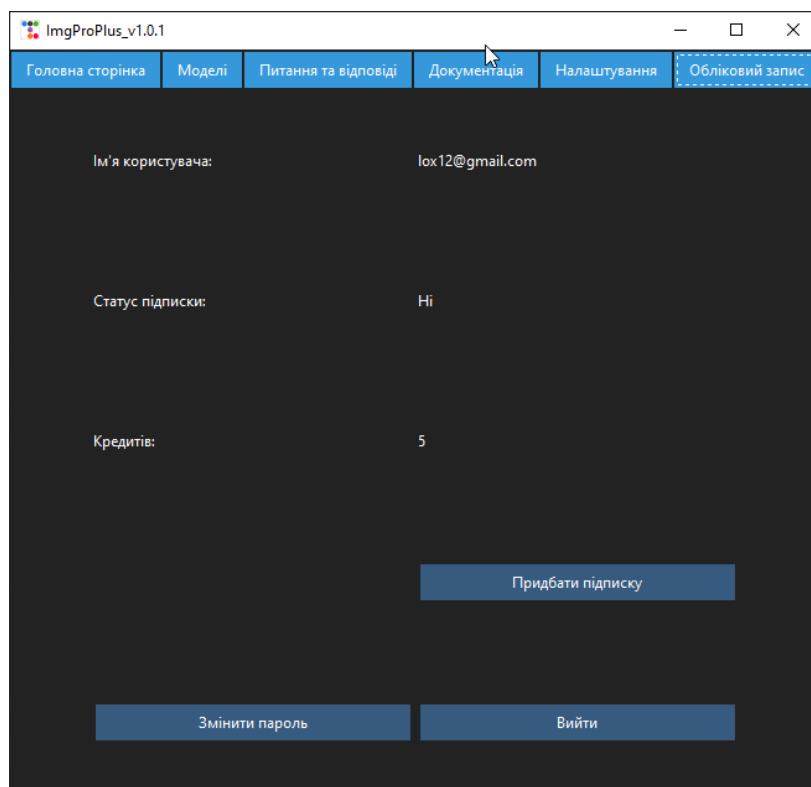 ImgProPlus_v1.0.1
Головна сторінка Моделі Питання та відповіді Документація Налаштування Обліковий запис
Ім'я користувача: lox12@gmail.com
Статус підписки: Ні
Кредитів: 5
Придбати підписку
Змінити пароль Вийти